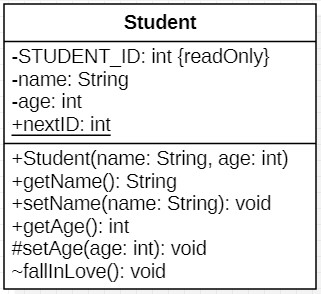 Student
-STUDENT_ID: int {readOnly}
-name: String
-age: int
+nextID: int
+Student(name: String, age: int)
+getName(): String
+setName(name: String): void
+getAge(): int
#setAge(age: int): void
~fallInLove(): void